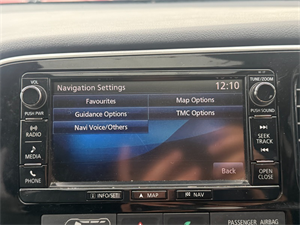 VOL
TUNE/ZOOM
Navigation Settings
12:10
PUSH PWR
PUSH/SOUND
Favourites
Map Options
Guidance Options
TMC Options
Navi Voice/Others
RADIO
SEEK
TRACK
MEDIA
PHONE
Back
OPEN
CLOSE
INFO/SET
MAP
NAV
PASSENGER AIRBAG